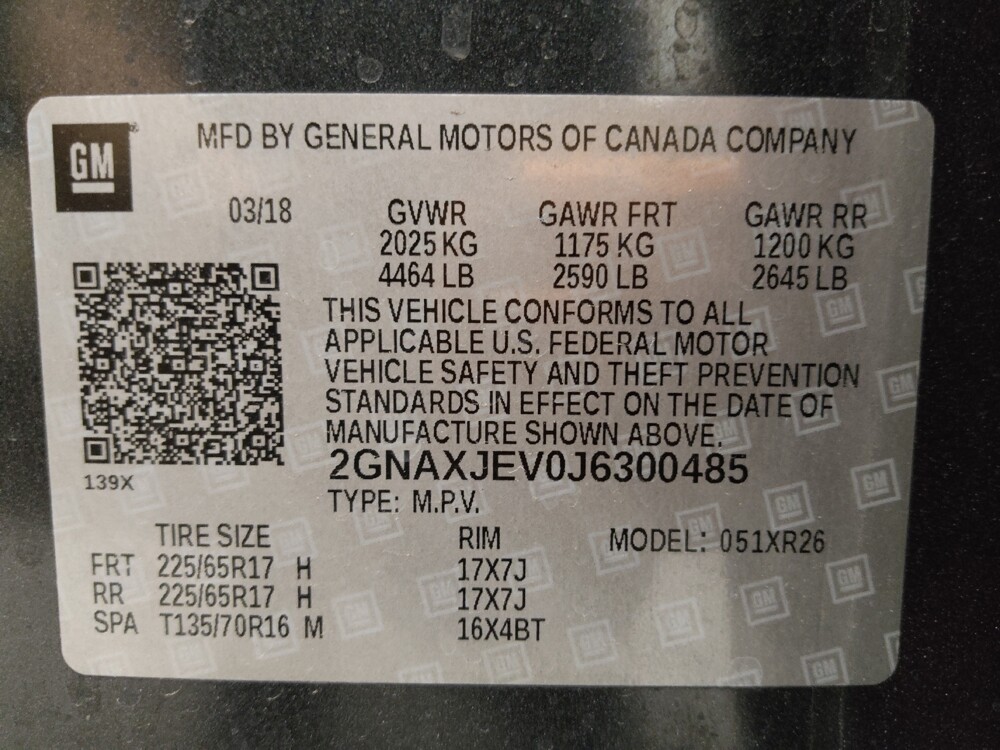 GM
MFD BY GENERAL MOTORS OF CANADA COMPANY
03/18 GVWR GAWR FRT GAWR RR
2025 KG 1175 KG 1200 KG
4464 LB 2590 LB 2645 LB
THIS VEHICLE CONFORMS TO ALL
APPLICABLE U.S. FEDERAL MOTOR
VEHICLE SAFETY AND THEFT PREVENTION
STANDARDS IN EFFECT ON THE DATE OF
MANUFACTURE SHOWN ABOVE.
2GNAXJEV0J6300485
139X
TYPE: M.P.V.
TIRE SIZE RIM MODEL: 051XR26
FRT 225/65R17 H 17X7J
RR 225/65R17 H 17X7J
SPA T135/70R16 M 16X4BT